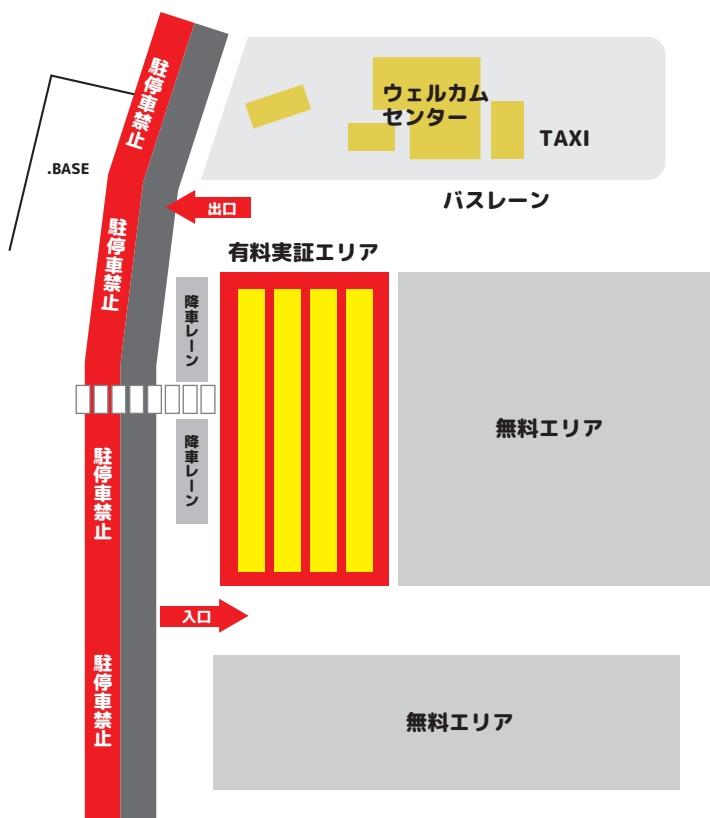 駐停車禁止
ウェルカム
センター
TAXI
.BASE
バスレーン
出口
駐停車禁止
有料実証エリア
降車レーン
無料エリア
降車レーン
駐停車禁止
入口
駐停車禁止
無料エリア